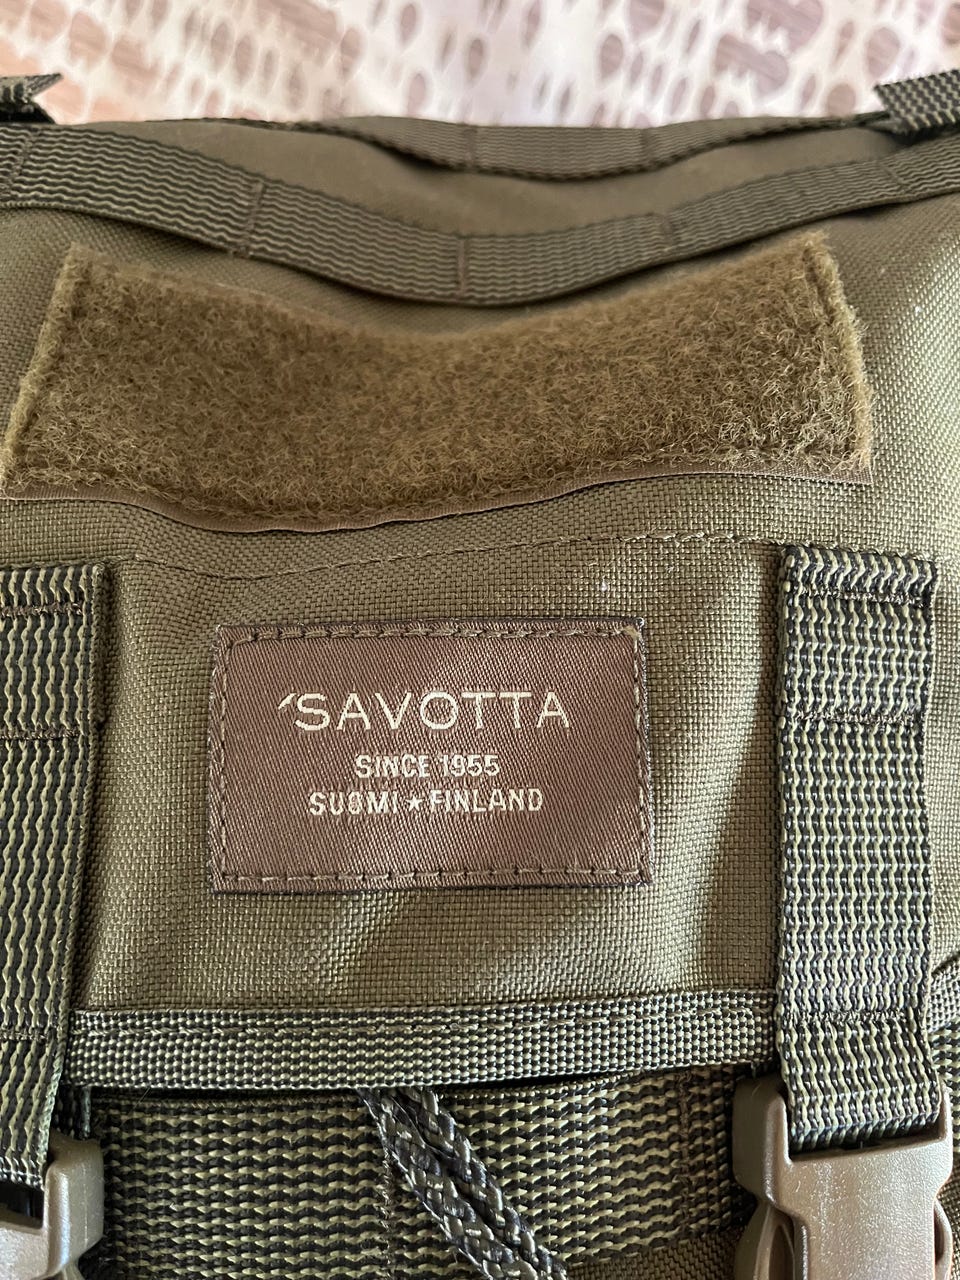 'SAVOTTA
SINCE 1955
SUOMI ★ FINLAND